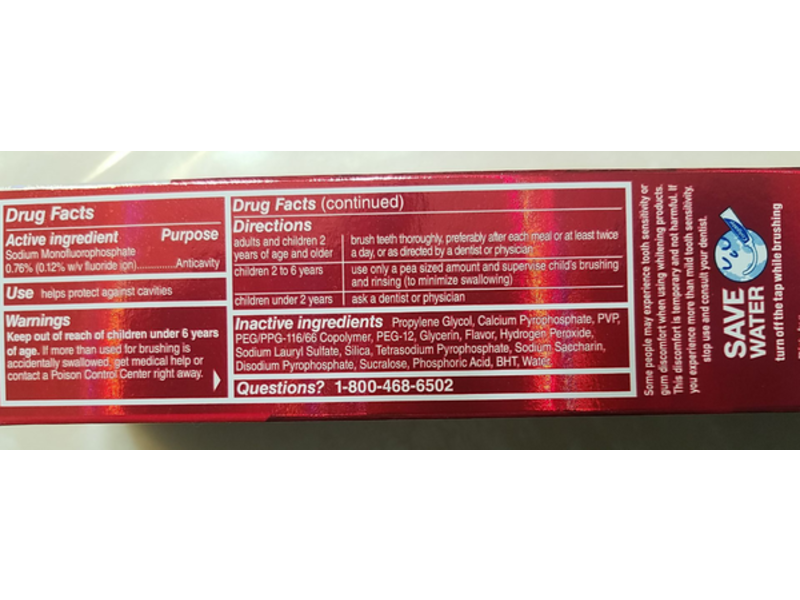 Drug Facts
Active ingredient Purpose
Sodium Monofluorophosphate
0.76% (0.12% w/v fluoride ion)..............Anticavity
Use helps protect against cavities
Warnings
Keep out of reach of children under 6 years
of age. If more than used for brushing is
accidentally swallowed, get medical help or
contact a Poison Control Center right away.
Drug Facts (continued)
Directions
adults and children 2 brush teeth thoroughly, preferably after each meal or at least twice
years of age and older a day, or as directed by a dentist or physician
children 2 to 6 years use only a pea sized amount and supervise child's brushing
and rinsing (to minimize swallowing)
children under 2 years ask a dentist or physician
Inactive ingredients Propylene Glycol, Calcium Pyrophosphate, PVP,
PEG/PPG-116/66 Copolymer, PEG-12, Glycerin, Flavor, Hydrogen Peroxide,
Sodium Lauryl Sulfate, Silica, Tetrasodium Pyrophosphate, Sodium Saccharin,
Disodium Pyrophosphate, Sucralose, Phosphoric Acid, BHT, Water
Questions? 1-800-468-6502
Some people may experience tooth sensitivity or
gum discomfort when using whitening products.
This discomfort is temporary and not harmful. If
you experience more than mild tooth sensitivity,
stop use and consult your dentist.
SAVE
WATER
turn off the tap while brushing